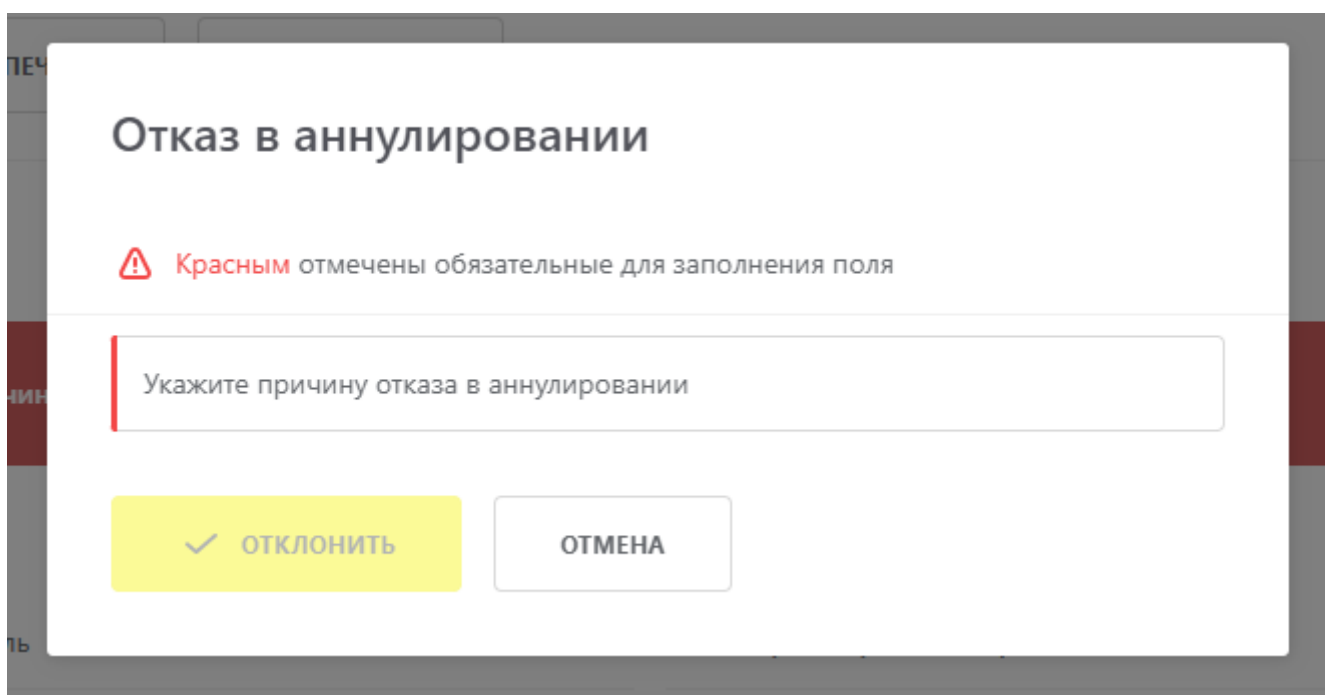 Отказ в аннулировании
Красным отмечены обязательные для заполнения поля
Укажите причину отказа в аннулировании
ОТКЛОНИТЬ
ОТМЕНА